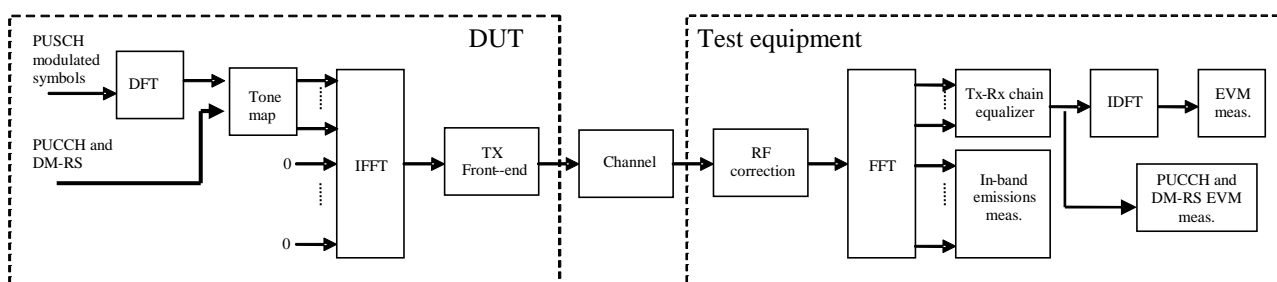 DUT
Test equipment
PUSCH
modulated
symbols
DFT
Tone
map
PUCCH and
DM-RS
0
0
IFFT
TX
Front--end
Channel
RF
correction
FFT
Tx-Rx chain
equalizer
In-band
emissions
meas.
IDFT
EVM
meas.
PUCCH and
DM-RS EVM
meas.